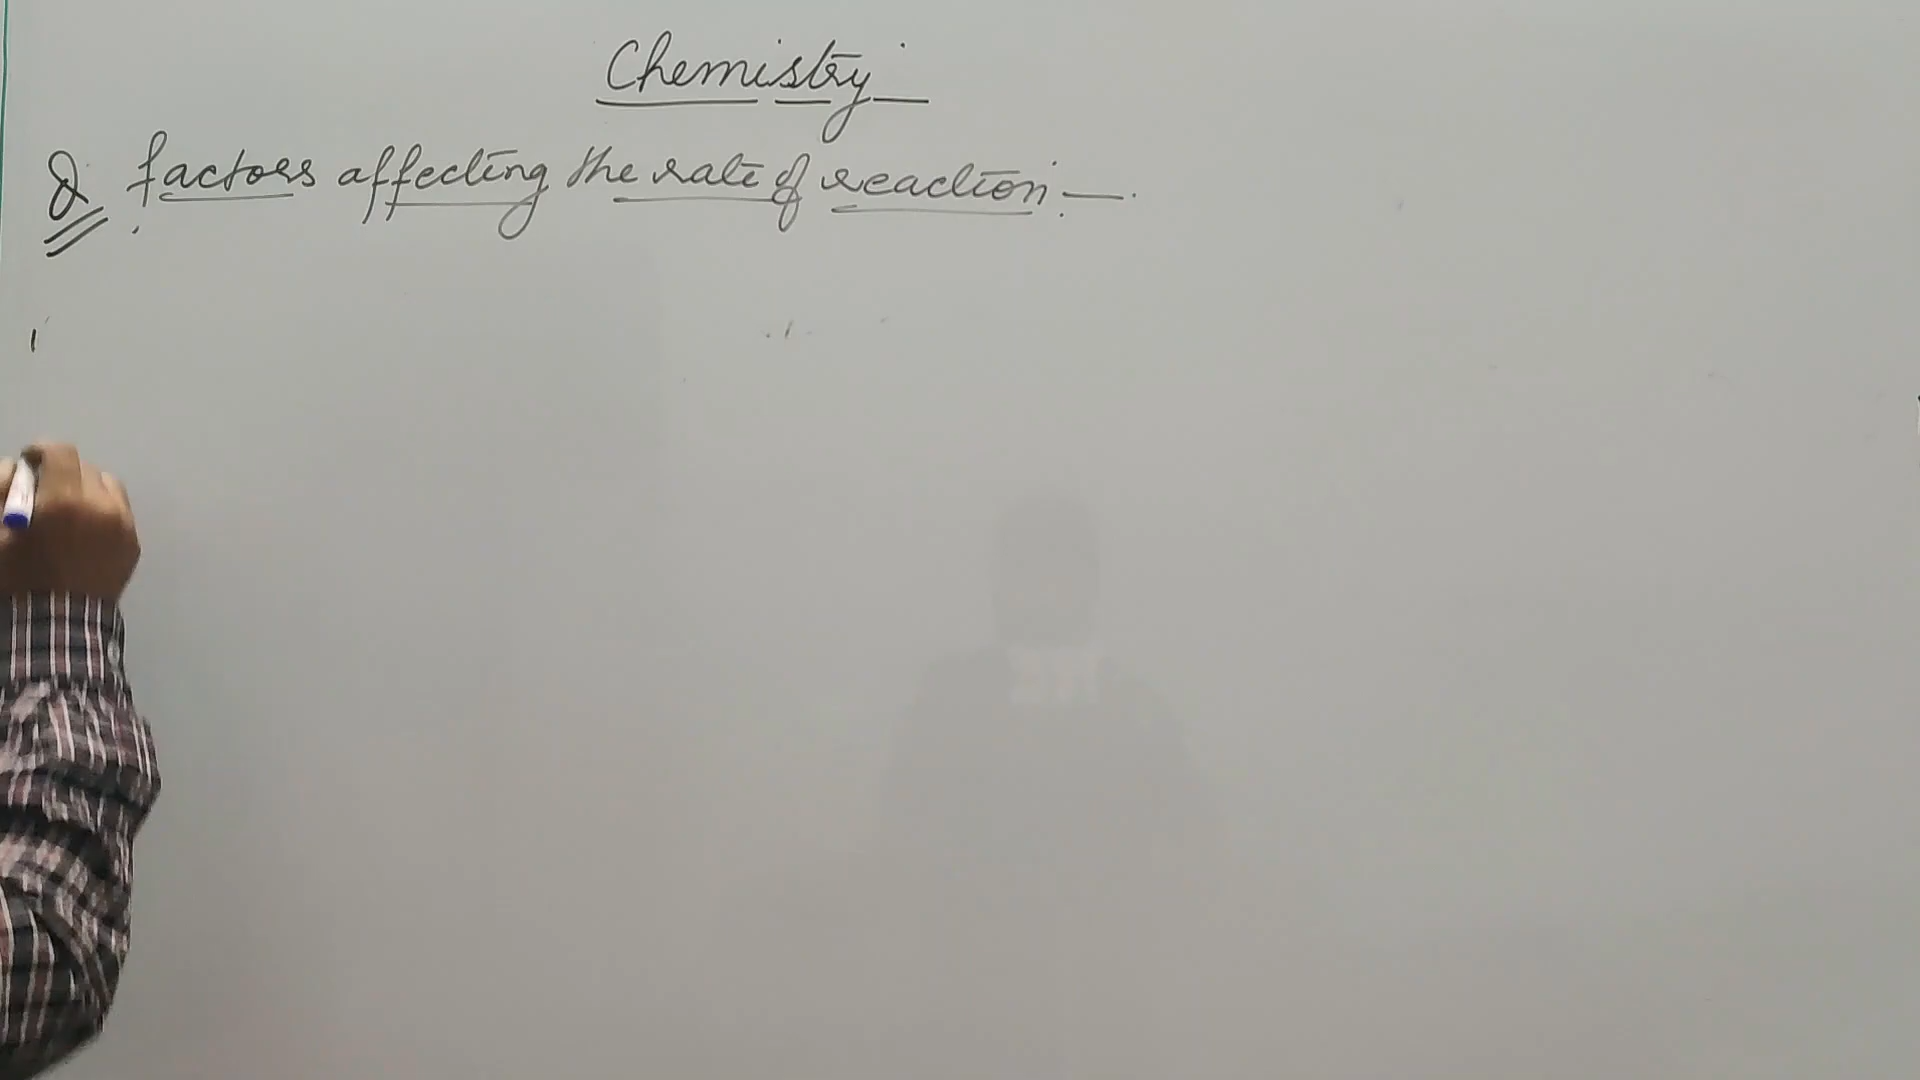 Chemistry
Q factors affecting the rate of reaction —